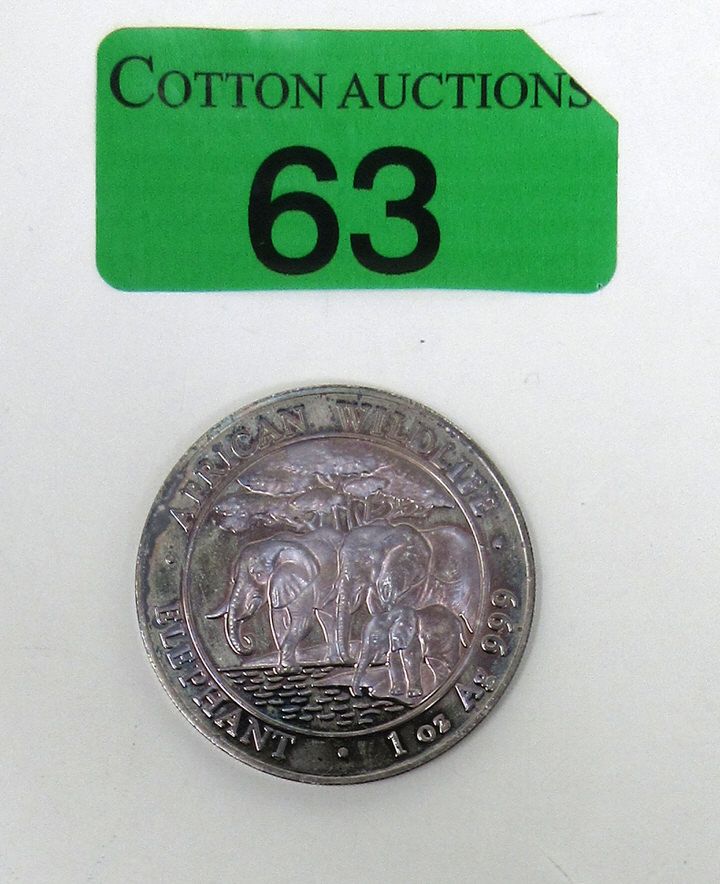 COTTON AUCTIONS
63
AFRICAN WILDLIFE
ELEPHANT · 1 oz Ag 999